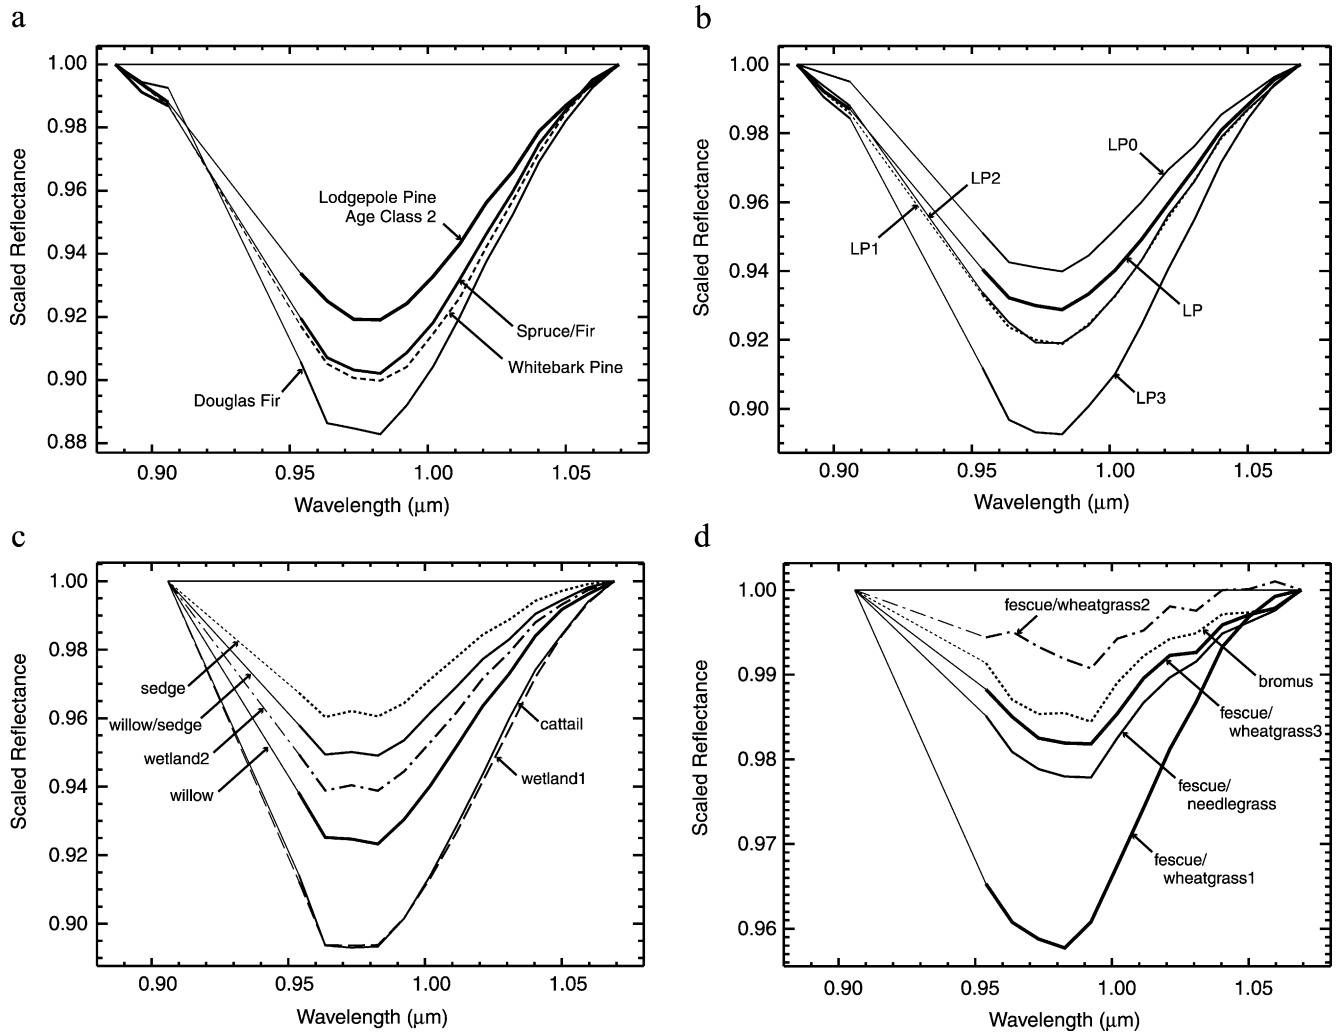 a
1.00
0.98
0.96
0.94
0.92
0.90
0.88
Scaled Reflectance
Lodgepole Pine
Age Class 2
Spruce/Fir
Whitebark Pine
Douglas Fir
0.90
0.95
1.00
1.05
Wavelength (μm)
b
1.00
0.98
0.96
0.94
0.92
0.90
Scaled Reflectance
LP0
LP2
LP1
LP
LP3
0.90
0.95
1.00
1.05
Wavelength (μm)
c
1.00
0.98
0.96
0.94
0.92
0.90
Scaled Reflectance
sedge
willow/sedge
wetland2
willow
cattail
wetland1
0.90
0.95
1.00
1.05
Wavelength (μm)
d
1.00
0.99
0.98
0.97
0.96
Scaled Reflectance
fescue/wheatgrass2
bromus
fescue/
wheatgrass3
fescue/
needlegrass
fescue/
wheatgrass1
0.90
0.95
1.00
1.05
Wavelength (μm)